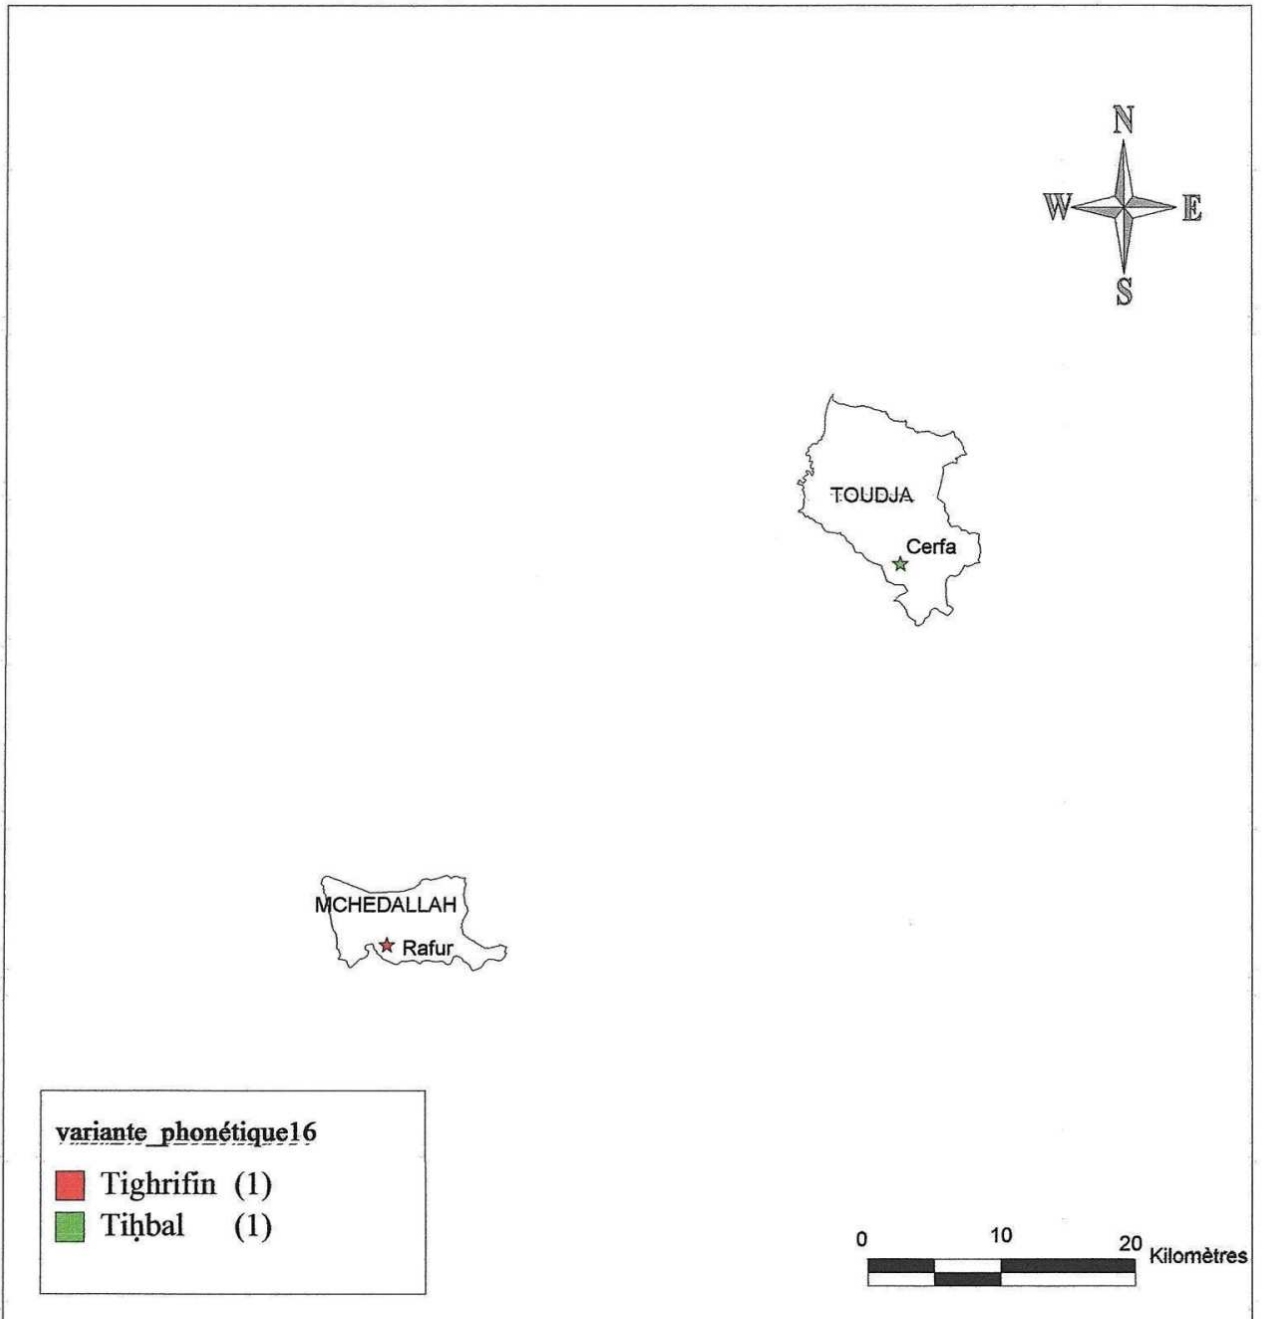 N
W E
S
TOUDJA
Cerfa
MCHEDALLAH
Rafur
variante_phonétique16
Tighrifin (1)
Tiḥbal (1)
0 10 20 Kilomètres